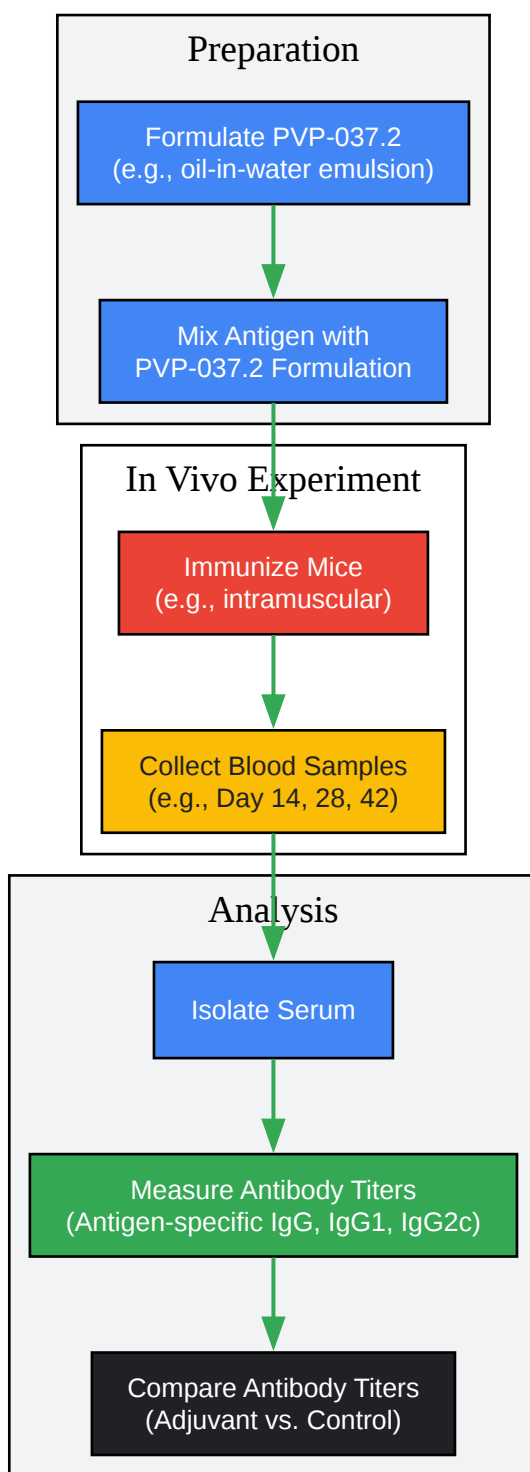 Preparation
Formulate PVP-037.2
(e.g., oil-in-water emulsion)
Mix Antigen with
PVP-037.2 Formulation
In Vivo Experiment
Immunize Mice
(e.g., intramuscular)
Collect Blood Samples
(e.g., Day 14, 28, 42)
Analysis
Isolate Serum
Measure Antibody Titers
(Antigen-specific IgG, IgG1, IgG2c)
Compare Antibody Titers
(Adjuvant vs. Control)